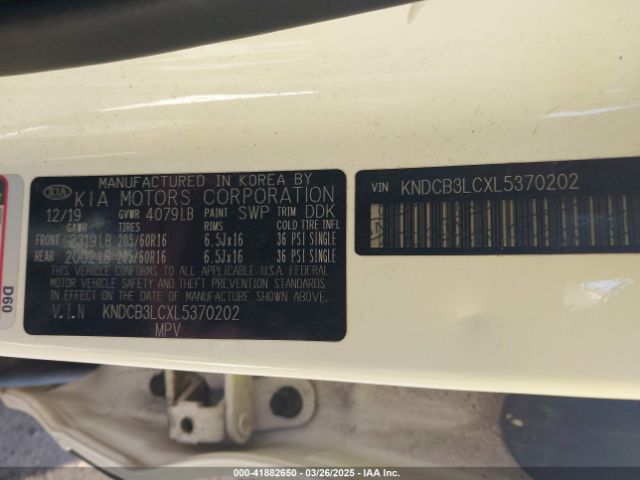 MANUFACTURED IN KOREA BY
KIA KIA MOTORS CORPORATION
12/19 GVWR 4079LB PAINT SWP TRIM DDK
GAWR TIRES RIMS COLD TIRE INFL
FRONT 2319LB 205/60R16 6.5Jx16 36 PSI SINGLE
REAR 2002LB 205/60R16 6.5Jx16 36 PSI SINGLE
THIS VEHICLE CONFORMS TO ALL APPLICABLE U.S.A. FEDERAL
MOTOR VEHICLE SAFETY AND THEFT PREVENTION STANDARDS
IN EFFECT ON THE DATE OF MANUFACTURE SHOWN ABOVE.
V.I.N KNDCB3LCXL5370202
MPV
VIN KNDCB3LCXL5370202
D60
000-41882650 - 03/26/2025 - IAA Inc.